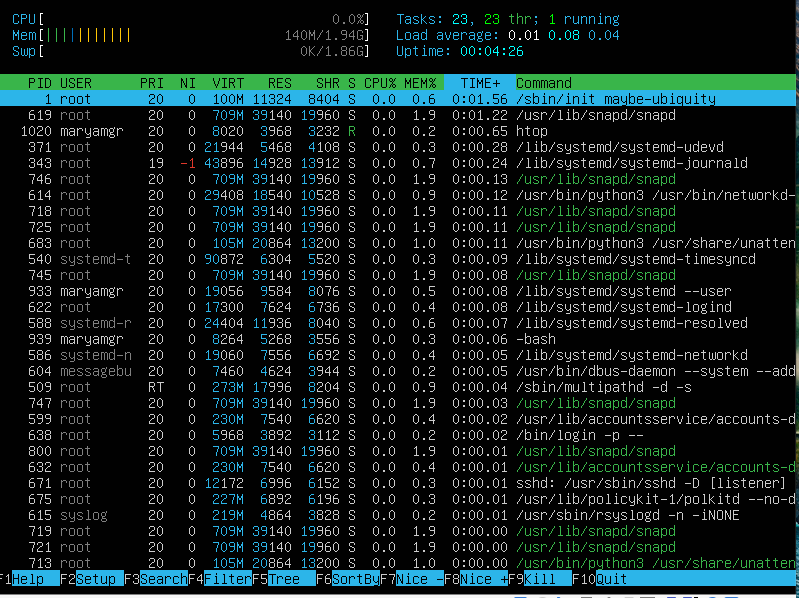 CPU[ 0.0%] Tasks: 23, 23 thr; 1 running
Mem[||||||||||| 140M/1.94G] Load average: 0.01 0.08 0.04
Swp[ 0K/1.86G] Uptime: 00:04:26
PID USER PRI NI VIRT RES SHR S CPU% MEM% TIME+ Command
1 root 20 0 100M 11324 8404 S 0.0 0.6 0:01.56 /sbin/init maybe-ubiquity
619 root 20 0 709M 39140 19960 S 0.0 1.9 0:01.22 /usr/lib/snapd/snapd
1020 maryamgr 20 0 8020 3968 3232 R 0.0 0.2 0:00.65 htop
371 root 20 0 21944 5468 4108 S 0.0 0.3 0:00.28 /lib/systemd/systemd-udevd
343 root 19 -1 43896 14928 13912 S 0.0 0.7 0:00.24 /lib/systemd/systemd-journald
746 root 20 0 709M 39140 19960 S 0.0 1.9 0:00.13 /usr/lib/snapd/snapd
614 root 20 0 29408 18540 10528 S 0.0 0.9 0:00.12 /usr/bin/python3 /usr/bin/networkd-
718 root 20 0 709M 39140 19960 S 0.0 1.9 0:00.11 /usr/lib/snapd/snapd
725 root 20 0 709M 39140 19960 S 0.0 1.9 0:00.11 /usr/lib/snapd/snapd
683 root 20 0 105M 20864 13200 S 0.0 1.0 0:00.11 /usr/bin/python3 /usr/share/unatten
540 systemd-t 20 0 90872 6304 5520 S 0.0 0.3 0:00.09 /lib/systemd/systemd-timesyncd
745 root 20 0 709M 39140 19960 S 0.0 1.9 0:00.08 /usr/lib/snapd/snapd
933 maryamgr 20 0 19056 9584 8076 S 0.0 0.5 0:00.08 /lib/systemd/systemd --user
622 root 20 0 17300 7624 6736 S 0.0 0.4 0:00.08 /lib/systemd/systemd-logind
588 systemd-r 20 0 24404 11936 8040 S 0.0 0.6 0:00.07 /lib/systemd/systemd-resolved
939 maryamgr 20 0 8264 5268 3556 S 0.0 0.3 0:00.06 -bash
586 systemd-n 20 0 19060 7556 6692 S 0.0 0.4 0:00.05 /lib/systemd/systemd-networkd
604 messagebu 20 0 7460 4624 3944 S 0.0 0.2 0:00.05 /usr/bin/dbus-daemon --system --add
509 root RT 0 273M 17996 8204 S 0.0 0.9 0:00.04 /sbin/multipathd -d -s
747 root 20 0 709M 39140 19960 S 0.0 1.9 0:00.03 /usr/lib/snapd/snapd
599 root 20 0 230M 7540 6620 S 0.0 0.4 0:00.02 /usr/lib/accountsservice/accounts-d
638 root 20 0 5968 3892 3112 S 0.0 0.2 0:00.02 /bin/login -p --
800 root 20 0 709M 39140 19960 S 0.0 1.9 0:00.01 /usr/lib/snapd/snapd
632 root 20 0 230M 7540 6620 S 0.0 0.4 0:00.01 /usr/lib/accountsservice/accounts-d
671 root 20 0 12172 6996 6152 S 0.0 0.3 0:00.01 sshd: /usr/sbin/sshd -D [listener]
675 root 20 0 227M 6892 6196 S 0.0 0.3 0:00.01 /usr/lib/policykit-1/polkitd --no-d
615 syslog 20 0 219M 4864 3828 S 0.0 0.2 0:00.01 /usr/sbin/rsyslogd -n -iNONE
719 root 20 0 709M 39140 19960 S 0.0 1.9 0:00.00 /usr/lib/snapd/snapd
721 root 20 0 709M 39140 19960 S 0.0 1.9 0:00.00 /usr/lib/snapd/snapd
713 root 20 0 105M 20864 13200 S 0.0 1.0 0:00.00 /usr/bin/python3 /usr/share/unatten
F1Help F2Setup F3SearchF4FilterF5Tree F6SortByF7Nice -F8Nice +F9Kill F10Quit